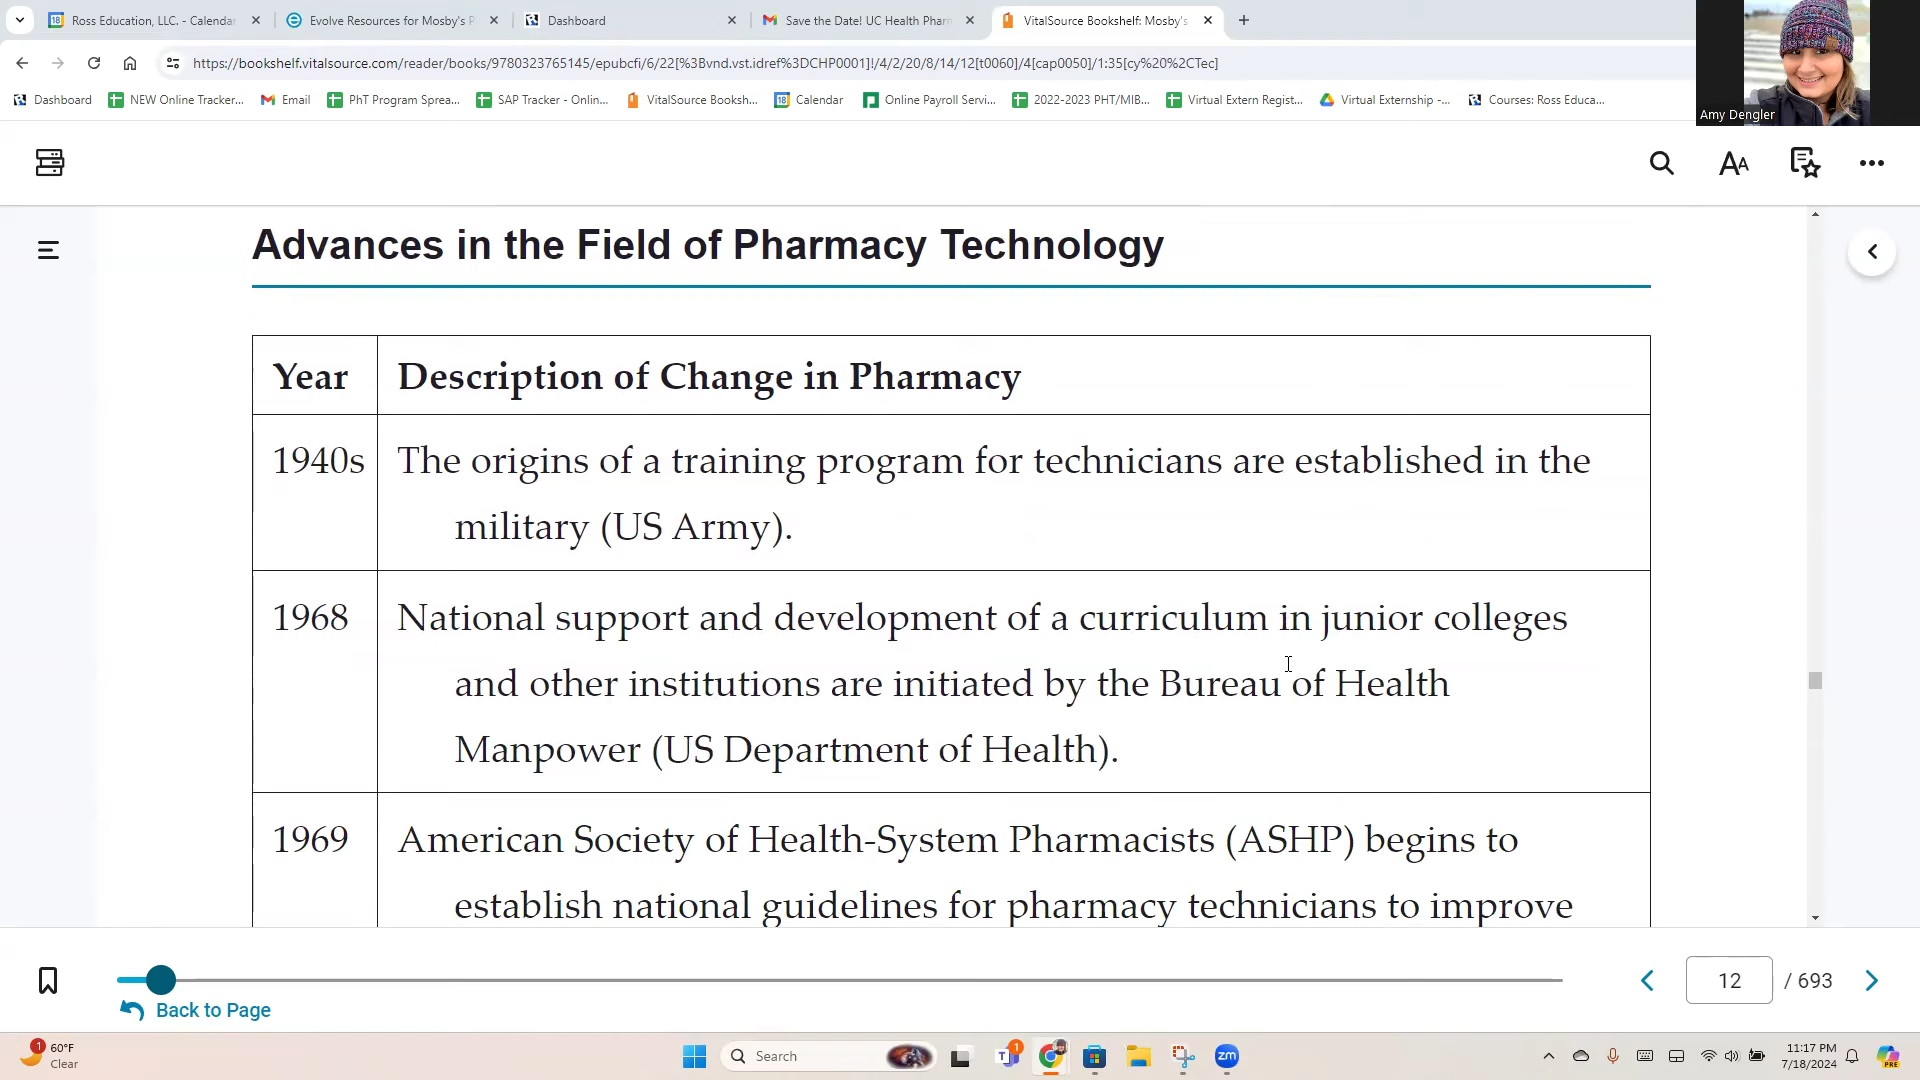 Ross Education, LLC. - Calenda
Evolve Resources for Mosby's P
Dashboard
Save the Date! UC Health Pharm
VitalSource Bookshelf: Mosby's
https://bookshelf.vitalsource.com/reader/books/9780323765145/epubcfi/6/22[%3Bvnd.vst.idref%3DCHP0001]!/4/2/20/8/14/12[t0060]/4[cap0050]/1:35[cy%20%2CTec]
Dashboard
NEW Online Tracker...
Email
PhT Program Sprea...
SAP Tracker - Onlin...
VitalSource Booksh...
Calendar
Online Payroll Servi...
2022-2023 PHT/MIB...
Virtual Extern Regist...
Virtual Externship -...
Courses: Ross Educa...
Amy Dengler
AA
Advances in the Field of Pharmacy Technology
Year Description of Change in Pharmacy
1940s The origins of a training program for technicians are established in the
military (US Army).
1968 National support and development of a curriculum in junior colleges
and other institutions are initiated by the Bureau of Health
Manpower (US Department of Health).
1969 American Society of Health-System Pharmacists (ASHP) begins to
establish national guidelines for pharmacy technicians to improve
12 / 693
Back to Page
1
60°F
Clear
Search
1
zm
11:17 PM
7/18/2024
PRE